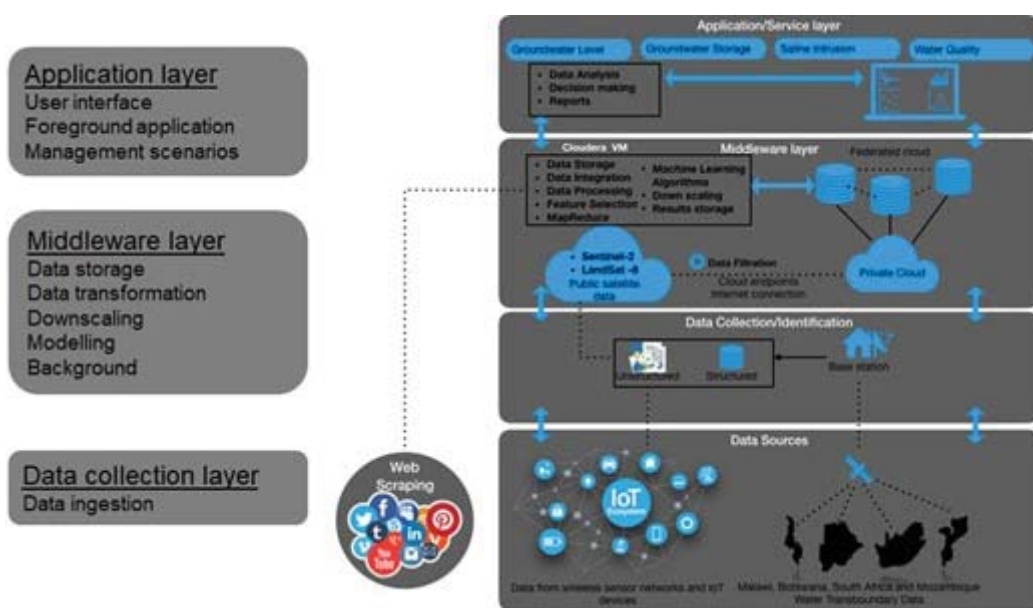 Application layer
User interface
Foreground application
Management scenarios
Middleware layer
Data storage
Data transformation
Downscaling
Modelling
Background
Data collection layer
Data ingestion
Web
Scraping
You
Tube
Application/Service layer
Groundwater Level
Groundwater Storage
Saline Intrusion
Water Quality
• Data Analysis
• Decision making
• Reports
Cloudera VM
Middleware layer
Federated cloud
• Data Storage
• Data Integration
• Data Processing
• Feature Selection
• MapReduce
• Machine Learning
Algorithms
• Down scaling
• Results storage
• Sentinel-2
• LandSat -8
Public satellite
data
Data Filtration
Cloud endpoints
Internet connection
Private Cloud
Data Collection/Identification
Unstructured
Structured
Base station
Data Sources
IoT
Ecosystem
Data from wireless sensor networks and IoT
devices
Malawi, Botswana, South Africa and Mozambique
Water Transboundary Data